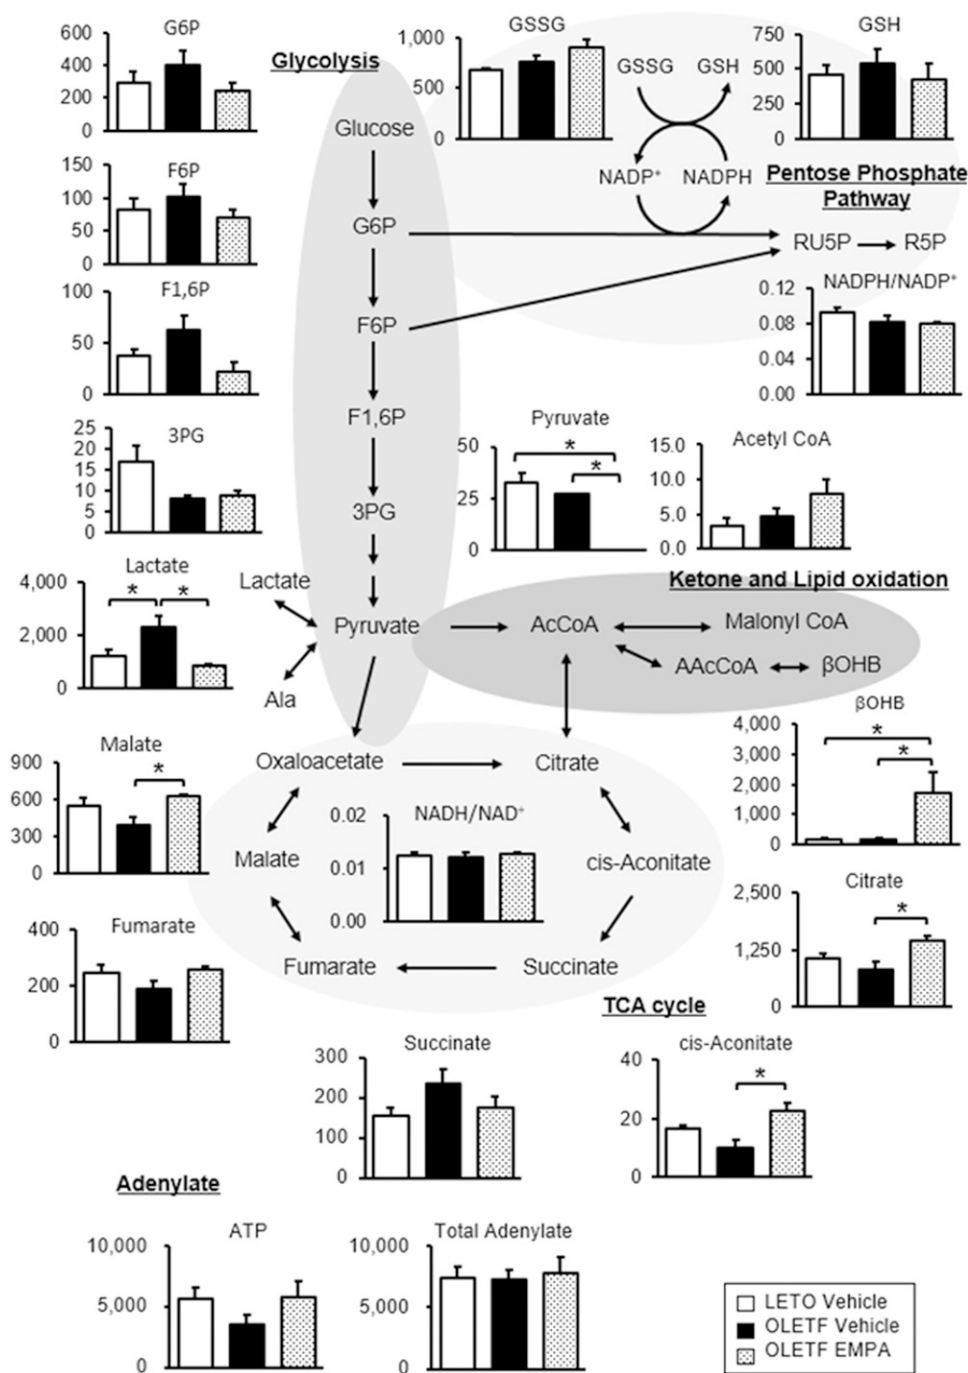 G6P
600
400
200
0
F6P
150
100
50
0
F1,6P
100
50
0
3PG
25
20
15
10
5
0
Lactate
4,000
2,000
0
* *
Malate
900
600
300
0
*
Fumarate
400
200
0
Glycolysis
Glucose
G6P
F6P
F1,6P
3PG
Lactate
Pyruvate
Ala
GSSG
1,000
500
0
GSSG GSH
NADP⁺ NADPH
GSH
750
500
250
0
Pentose Phosphate
Pathway
RU5P R5P
NADPH/NADP⁺
0.12
0.08
0.04
0.00
Pyruvate
50
25
0
*
*
Acetyl CoA
15.0
10.0
5.0
0.0
Ketone and Lipid oxidation
AcCoA Malonyl CoA
AAcCoA βOHB
βOHB
4,000
3,000
2,000
1,000
0
*
*
Oxaloacetate Citrate
Malate cis-Aconitate
Fumarate Succinate
NADH/NAD⁺
0.02
0.01
0.00
TCA cycle
Citrate
2,500
1,250
0
*
Succinate
300
200
100
0
cis-Aconitate
40
20
0
*
Adenylate
ATP
10,000
5,000
0
Total Adenylate
10,000
5,000
0
LETO Vehicle
OLETF Vehicle
OLETF EMPA